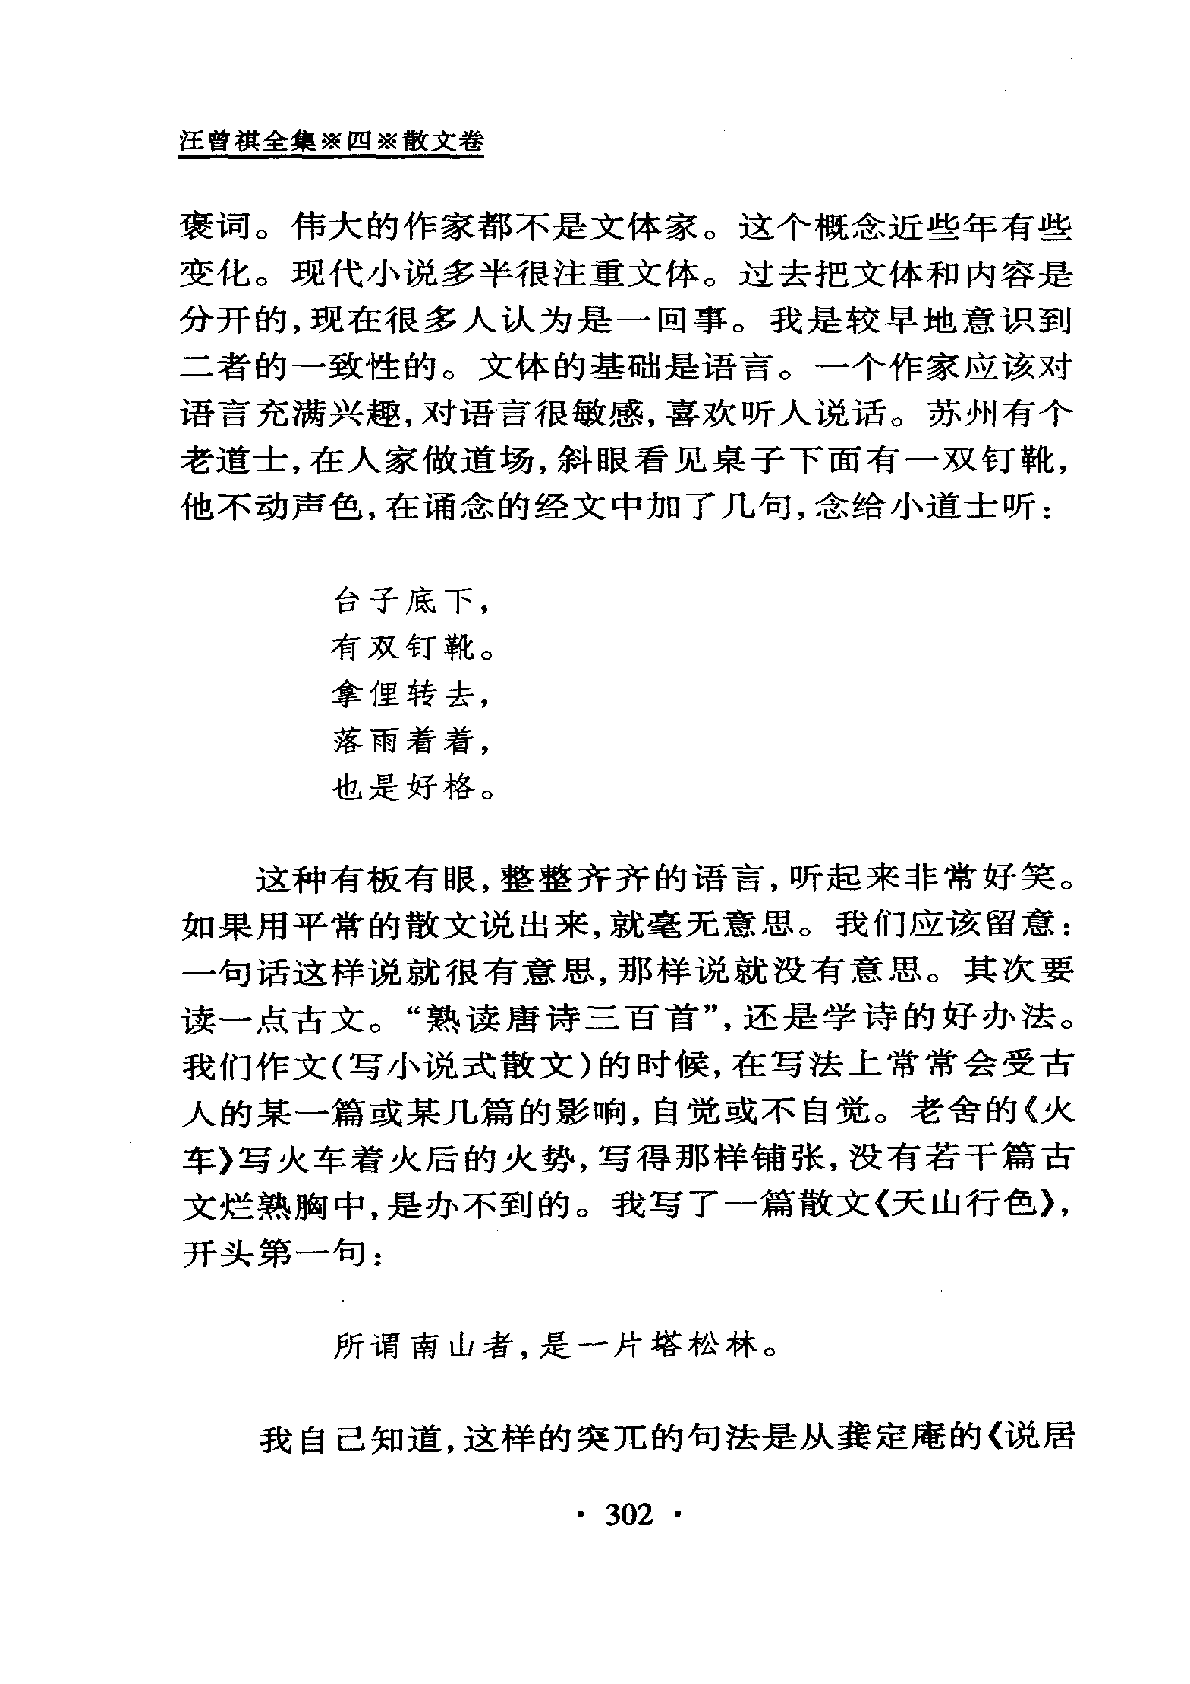 汪曾祺全集※四※散文卷
褒词。伟大的作家都不是文体家。这个概念近些年有些
变化。现代小说多半很注重文体。过去把文体和内容是
分开的,现在很多人认为是一回事。我是较早地意识到
二者的一致性的。文体的基础是语言。一个作家应该对
语言充满兴趣,对语言很敏感,喜欢听人说话。苏州有个
老道士,在人家做道场,斜眼看见桌子下面有一双钉靴,
他不动声色,在诵念的经文中加了几句,念给小道士听:
台子底下,
有双钉靴。
拿俚转去,
落雨着着,
也是好格。
这种有板有眼,整整齐齐的语言,听起来非常好笑。
如果用平常的散文说出来,就毫无意思。我们应该留意:
一句话这样说就很有意思,那样说就没有意思。其次要
读一点古文。“熟读唐诗三百首”,还是学诗的好办法。
我们作文(写小说式散文)的时候,在写法上常常会受古
人的某一篇或某几篇的影响,自觉或不自觉。老舍的《火
车》写火车着火后的火势,写得那样铺张,没有若干篇古
文烂熟胸中,是办不到的。我写了一篇散文《天山行色》,
开头第一句:
所谓南山者,是一片塔松林。
我自己知道,这样的突兀的句法是从龚定庵的《说居
· 302 ·